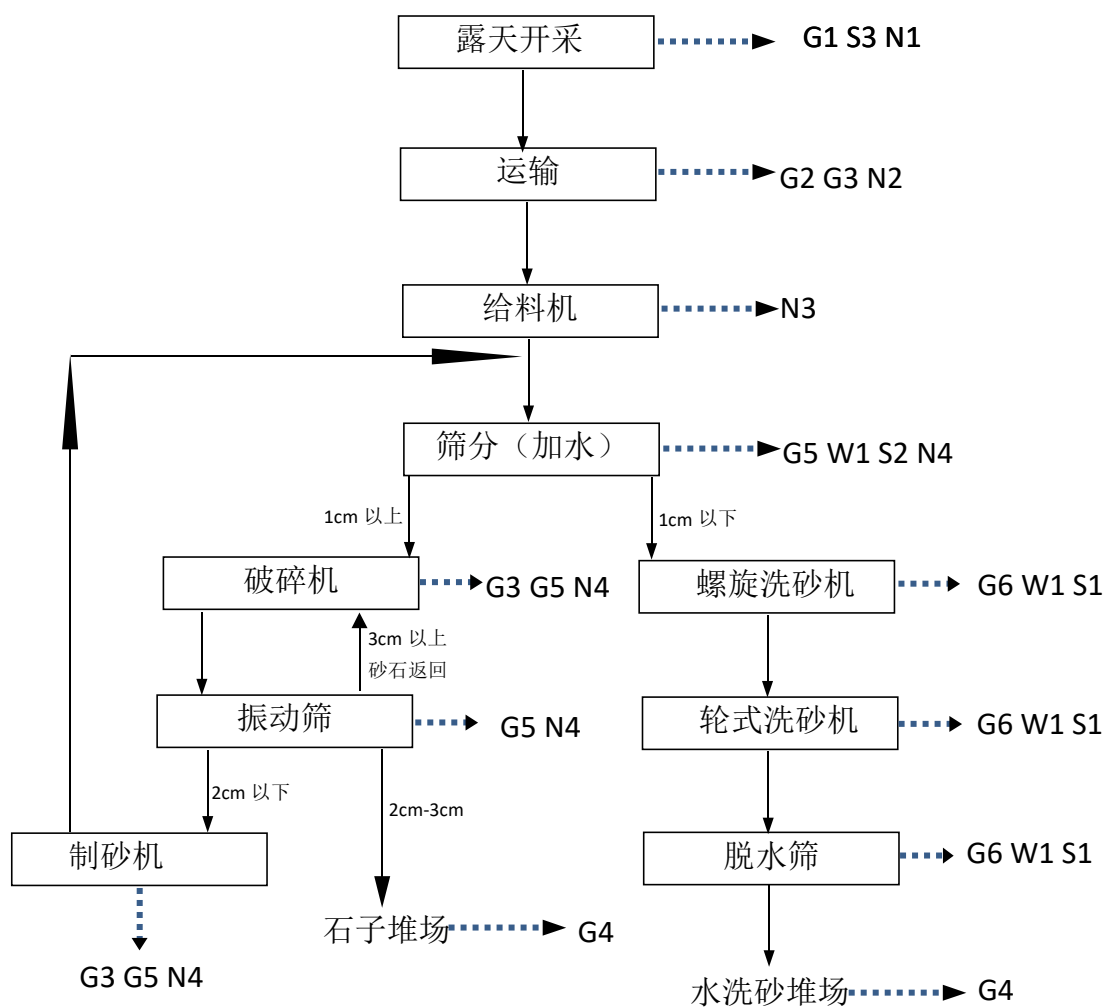 露天开采
G1 S3 N1
运输
G2 G3 N2
给料机
N3
筛分（加水）
G5 W1 S2 N4
1cm 以上
1cm 以下
破碎机
G3 G5 N4
螺旋洗砂机
G6 W1 S1
3cm 以上
砂石返回
振动筛
G5 N4
轮式洗砂机
G6 W1 S1
2cm 以下
2cm-3cm
制砂机
脱水筛
G6 W1 S1
石子堆场
G4
G3 G5 N4
水洗砂堆场
G4